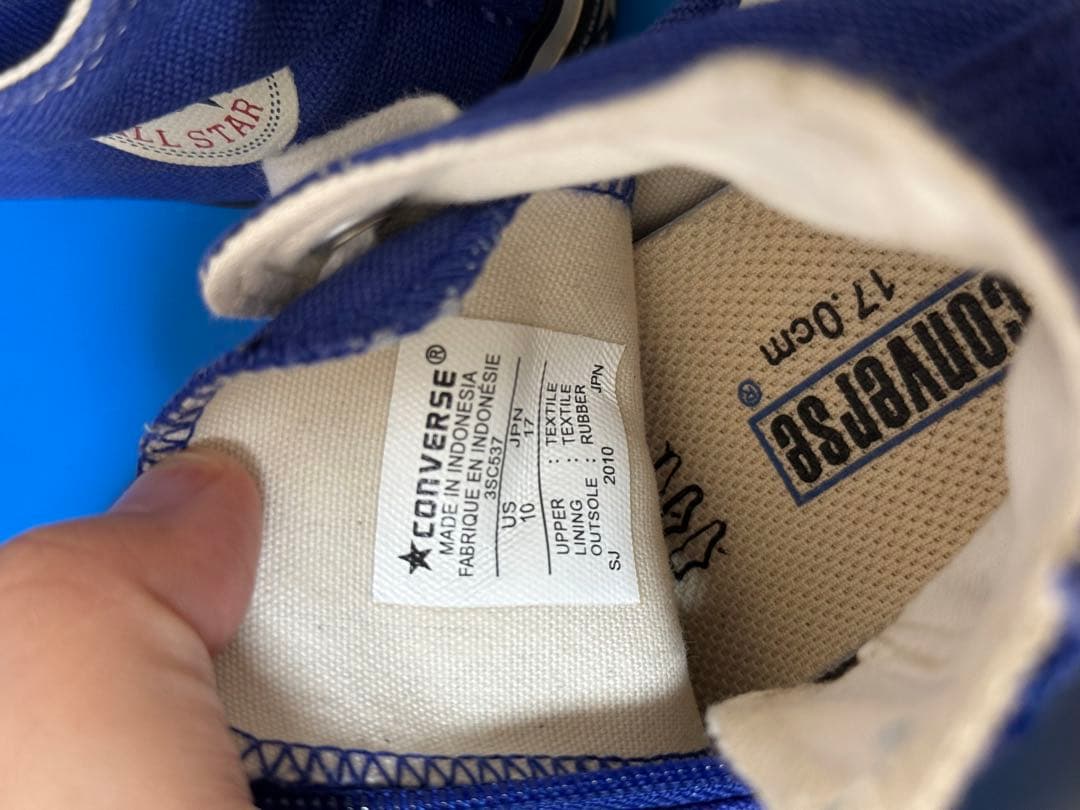 ALL STAR
CONVERSE®
MADE IN INDONESIA
FABRIQUE EN INDONÉSIE
3SC537
US JPN
10 17
UPPER : TEXTILE
LINING : TEXTILE
OUTSOLE : RUBBER
SJ 2010 JPN
CONVERSE®
17.0cm